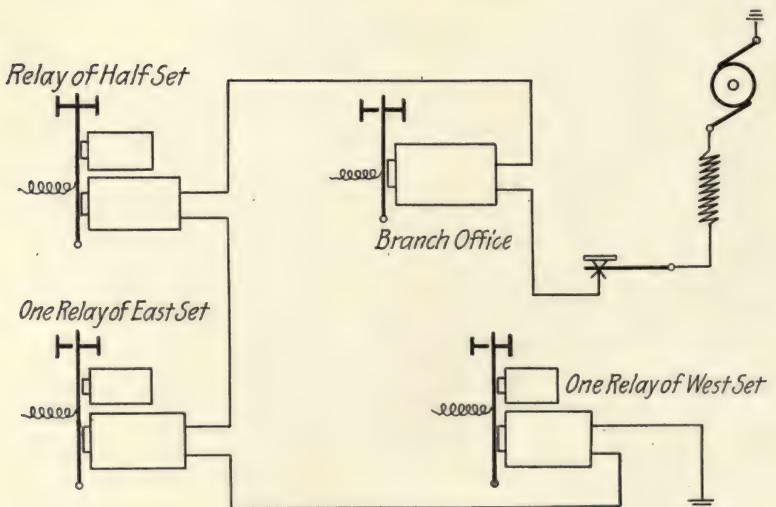 Relay of Half Set
Branch Office
One Relay of East Set
One Relay of West Set